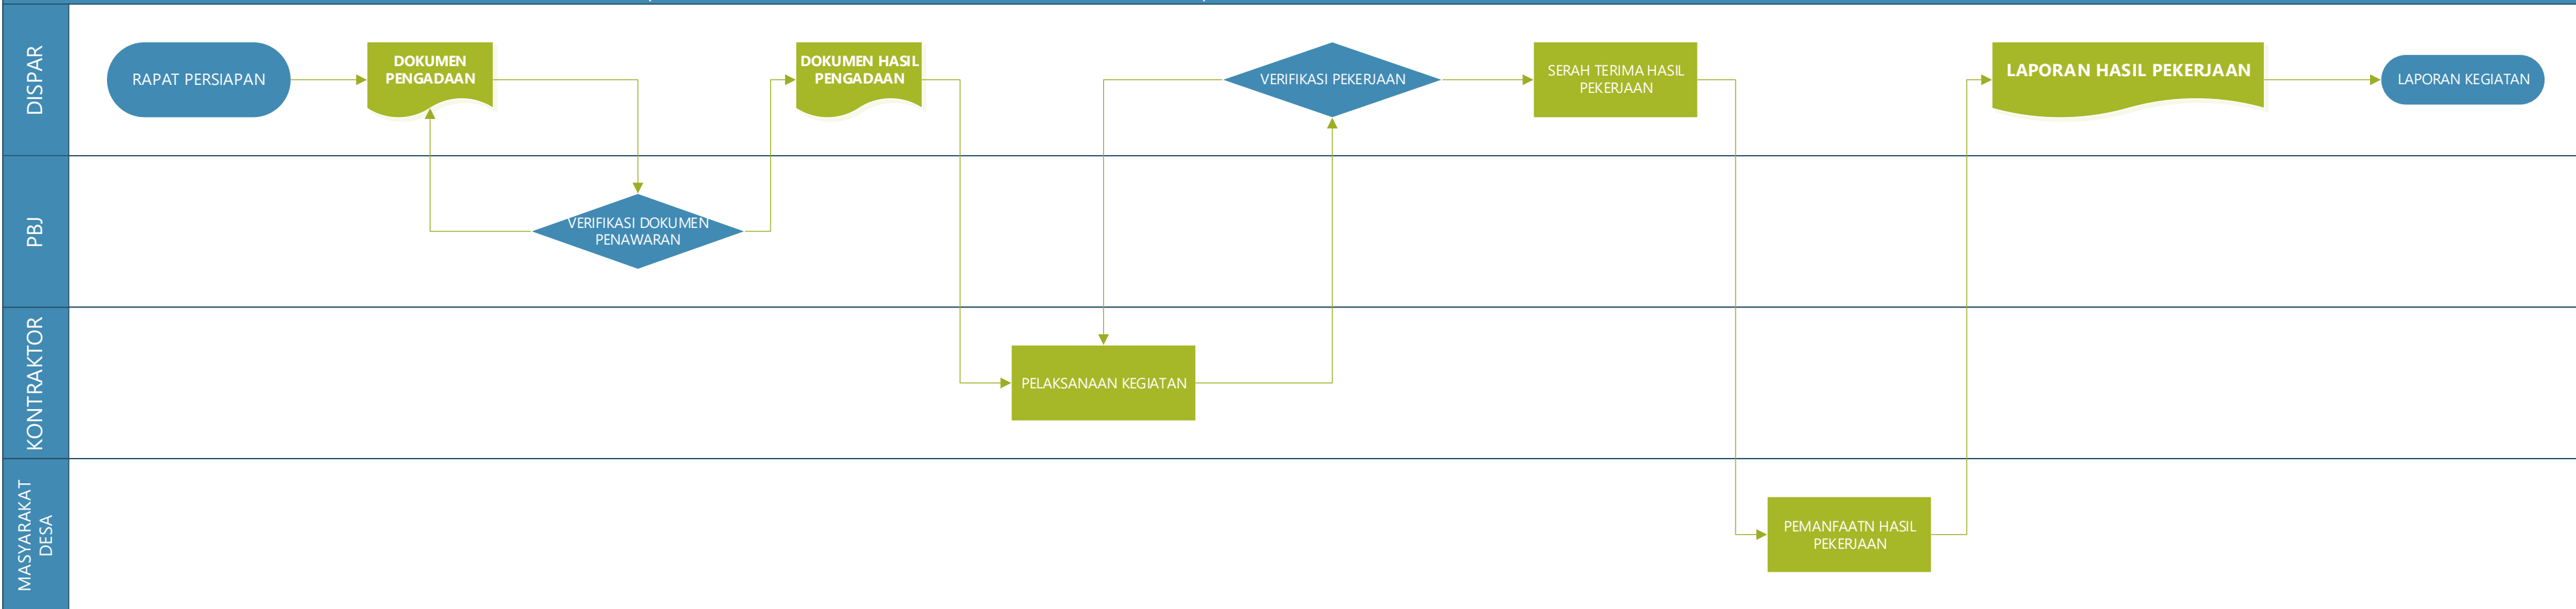 DISPAR
RAPAT PERSIAPAN
DOKUMEN
PENGADAAN
DOKUMEN HASIL
PENGADAAN
VERIFIKASI PEKERJAAN
SERAH TERIMA HASIL
PEKERJAAN
LAPORAN HASIL PEKERJAAN
LAPORAN KEGIATAN
PBJ
VERIFIKASI DOKUMEN
PENAWARAN
KONTRAKTOR
PELAKSANAAN KEGIATAN
MASYARAKAT
DESA
PEMANFAATN HASIL
PEKERJAAN